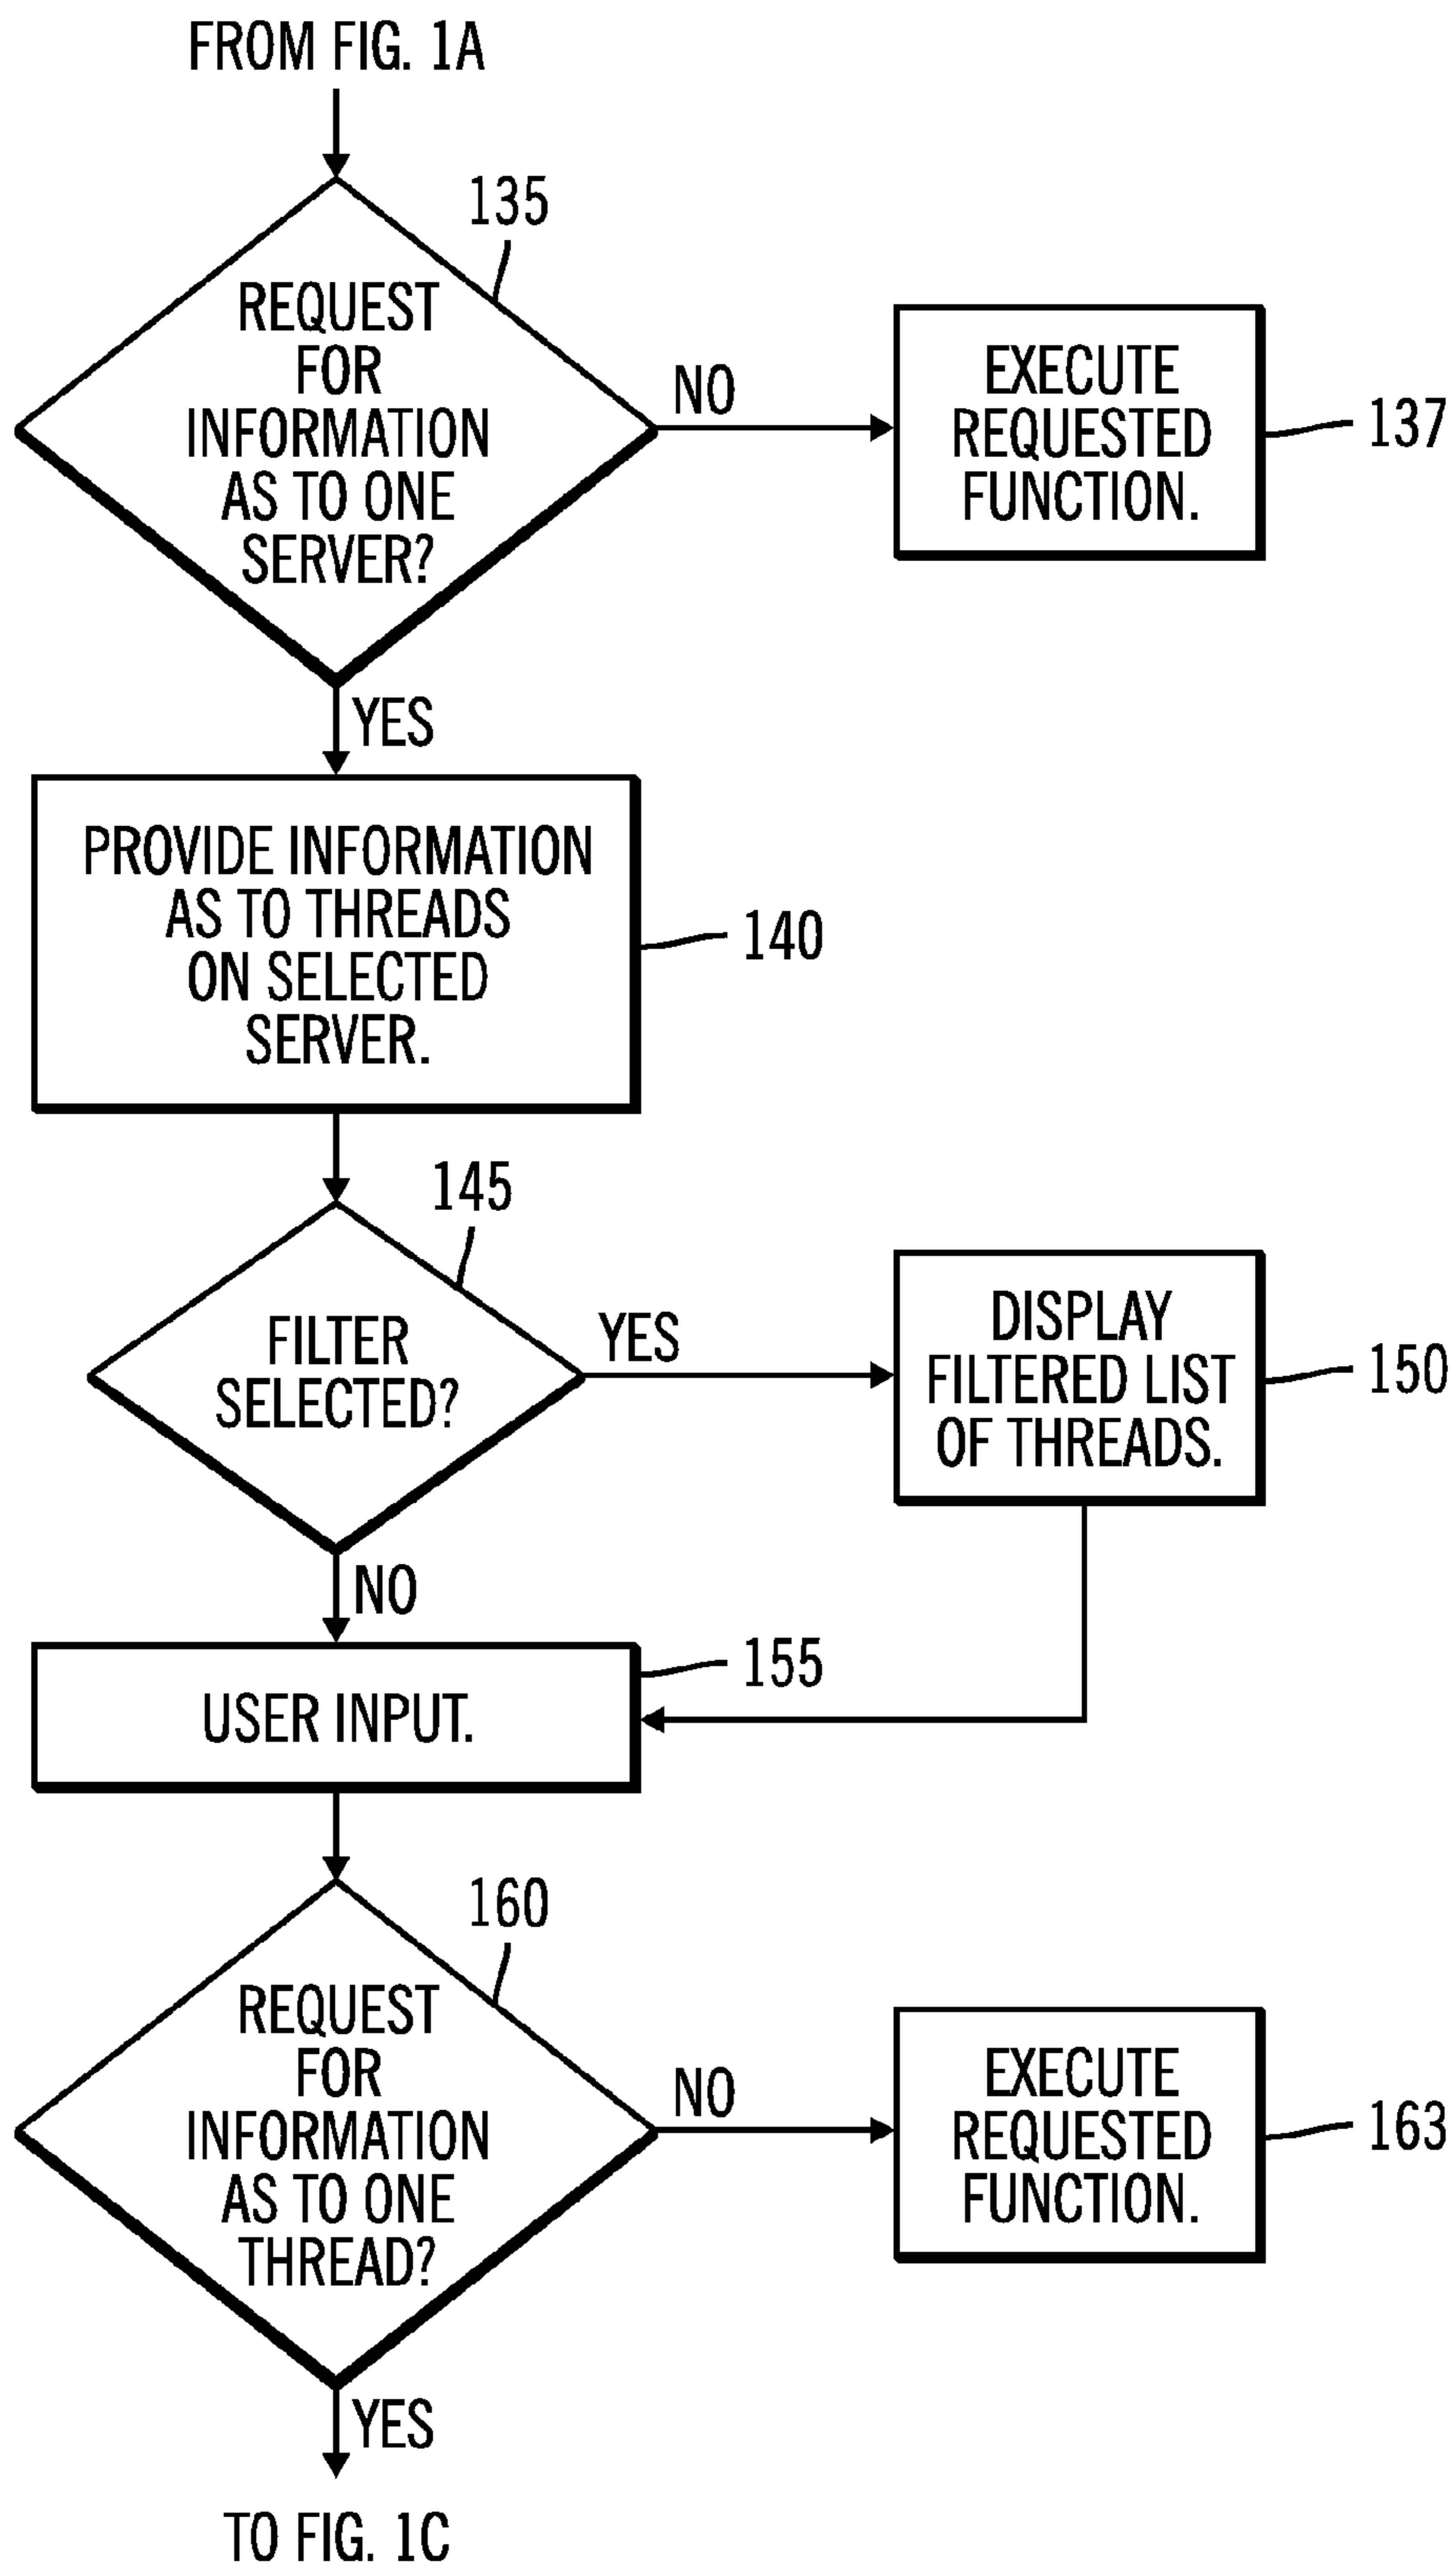 FROM FIG. 1A
135
REQUEST
FOR
INFORMATION
AS TO ONE
SERVER?
NO
EXECUTE
REQUESTED
FUNCTION.
137
YES
PROVIDE INFORMATION
AS TO THREADS
ON SELECTED
SERVER.
140
145
FILTER
SELECTED?
YES
DISPLAY
FILTERED LIST
OF THREADS.
150
NO
USER INPUT.
155
160
REQUEST
FOR
INFORMATION
AS TO ONE
THREAD?
NO
EXECUTE
REQUESTED
FUNCTION.
163
YES
TO FIG. 1C